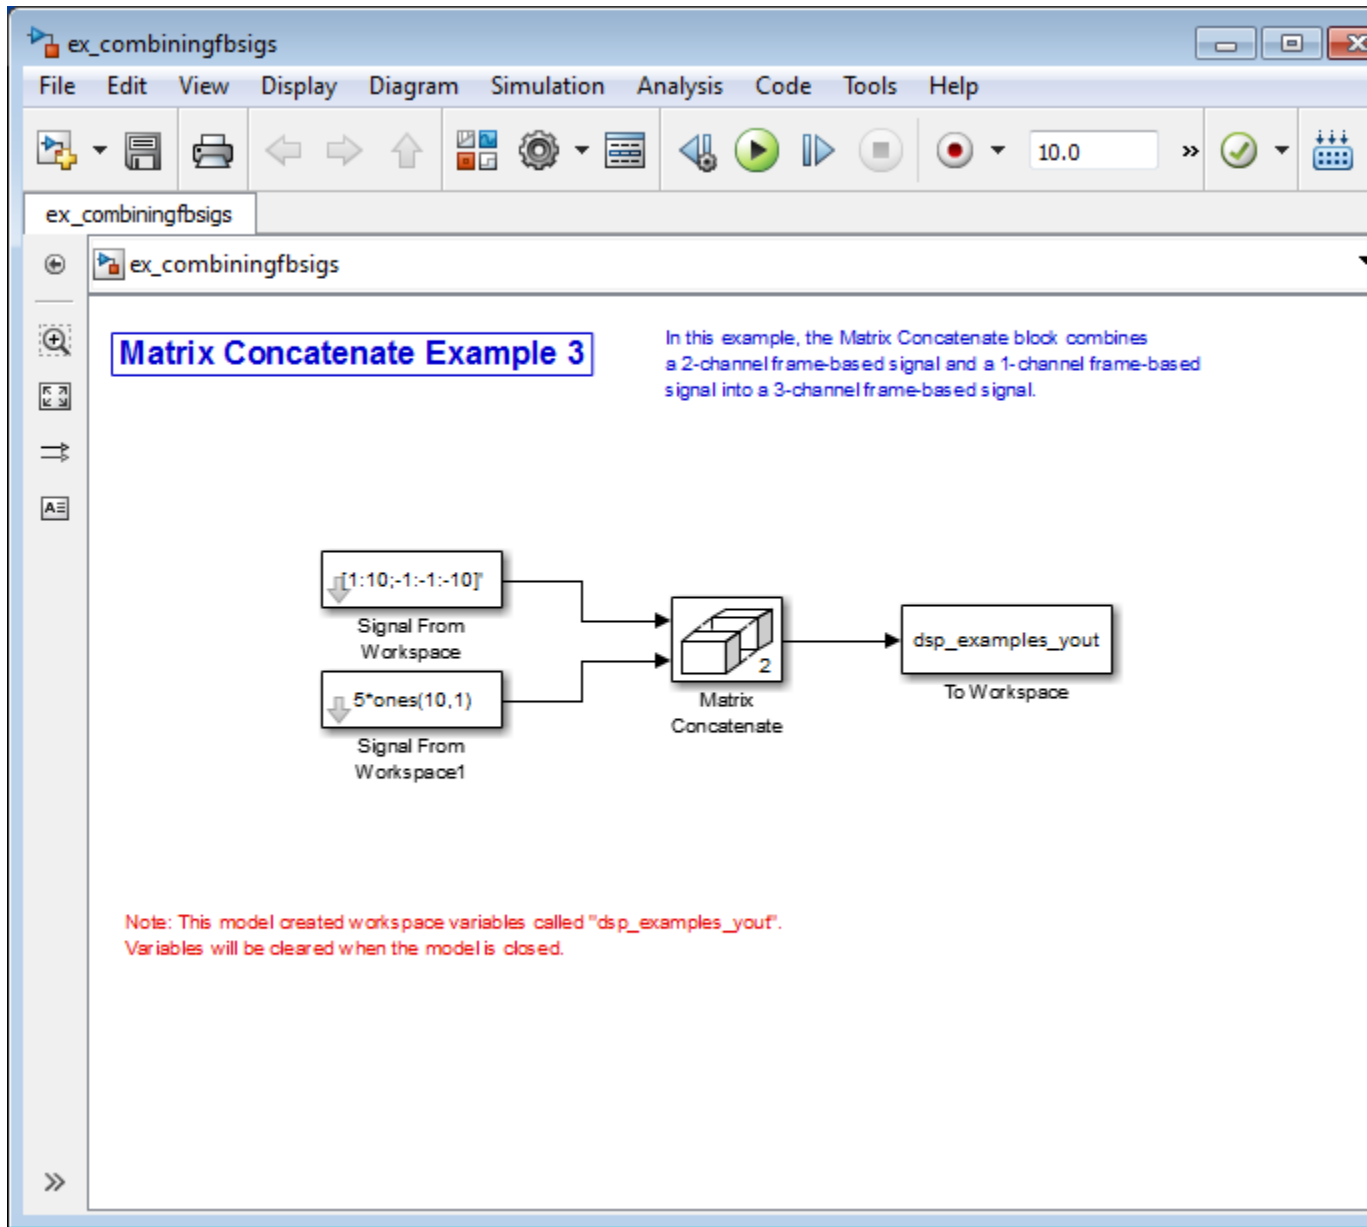 ex_combiningfbsigs
File Edit View Display Diagram Simulation Analysis Code Tools Help
10.0 »
ex_combiningfbsigs
ex_combiningfbsigs
Matrix Concatenate Example 3
In this example, the Matrix Concatenate block combines
a 2-channel frame-based signal and a 1-channel frame-based
signal into a 3-channel frame-based signal.
[1:10;-1:-1:-10]'
Signal From
Workspace
5*ones(10,1)
Signal From
Workspace1
2
Matrix
Concatenate
dsp_examples_yout
To Workspace
Note: This model created workspace variables called "dsp_examples_yout".
Variables will be cleared when the model is closed.